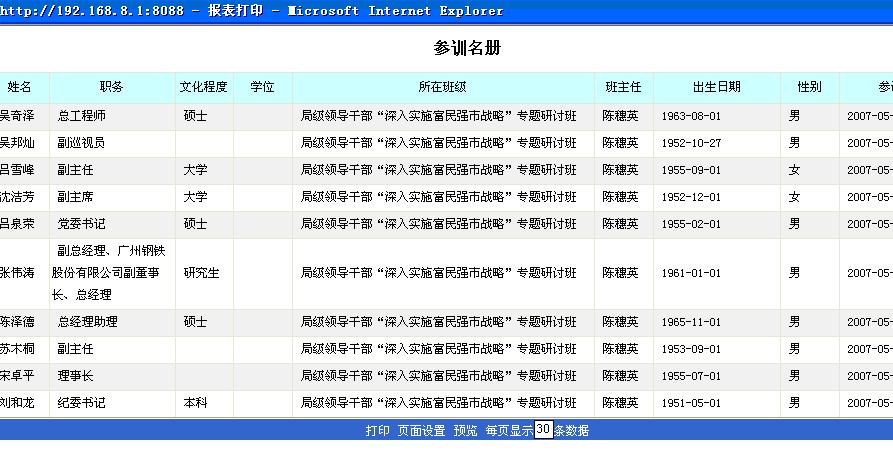 http://192.168.8.1:8088 - 报表打印 - Microsoft Internet Explorer
参训名册
姓名 职务 文化程度 学位 所在班级 班主任 出生日期 性别
吴奇泽 总工程师 硕士 局级领导干部“深入实施富民强市战略”专题研讨班 陈穗英 1963-08-01 男 2007-05-
吴邦灿 副巡视员 局级领导干部“深入实施富民强市战略”专题研讨班 陈穗英 1952-10-27 男 2007-05-
吕雪峰 副主任 大学 局级领导干部“深入实施富民强市战略”专题研讨班 陈穗英 1955-09-01 女 2007-05-
沈洁芳 副主席 大学 局级领导干部“深入实施富民强市战略”专题研讨班 陈穗英 1952-12-01 女 2007-05-
吕泉荣 党委书记 硕士 局级领导干部“深入实施富民强市战略”专题研讨班 陈穗英 1955-02-01 男 2007-05-
副总经理、广州钢铁
张伟涛 股份有限公司副董事 研究生 局级领导干部“深入实施富民强市战略”专题研讨班 陈穗英 1961-01-01 男 2007-05-
长、总经理
陈泽德 总经理助理 硕士 局级领导干部“深入实施富民强市战略”专题研讨班 陈穗英 1965-11-01 男 2007-05-
苏木桐 副主任 局级领导干部“深入实施富民强市战略”专题研讨班 陈穗英 1953-09-01 男 2007-05-
宋卓平 理事长 局级领导干部“深入实施富民强市战略”专题研讨班 陈穗英 1955-07-01 男 2007-05-
刘和龙 纪委书记 本科 局级领导干部“深入实施富民强市战略”专题研讨班 陈穗英 1951-05-01 男 2007-05-
打印 页面设置 预览 每页显示30条数据